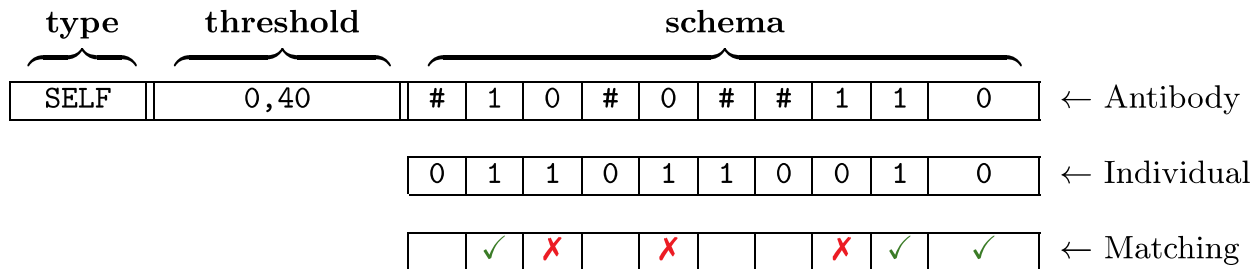 type threshold schema
SELF 0,40 # 1 0 # 0 # # 1 1 0 ← Antibody
0 1 1 0 1 1 0 0 1 0 ← Individual
✓ ✗ ✗ ✗ ✓ ✓ ← Matching